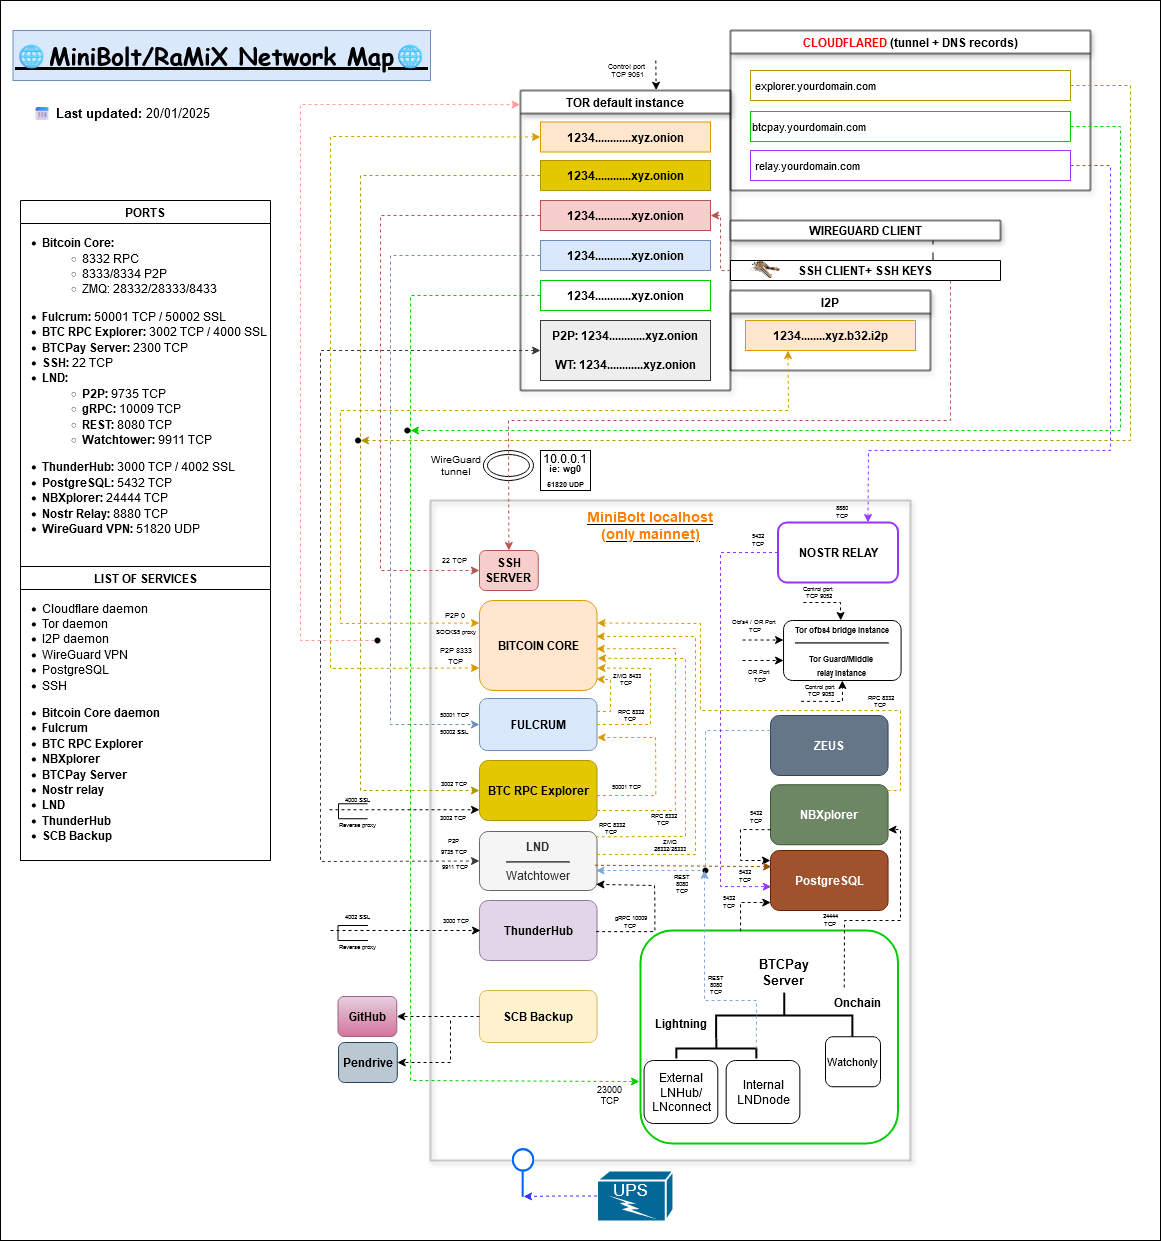 MiniBolt/RaMiX Network Map
Last updated: 20/01/2025
PORTS
Bitcoin Core:
8332 RPC
8333/8334 P2P
ZMQ: 28332/28333/8433
Fulcrum: 50001 TCP / 50002 SSL
BTC RPC Explorer: 3002 TCP / 4000 SSL
BTCPay Server: 2300 TCP
SSH: 22 TCP
LND:
P2P: 9735 TCP
gRPC: 10009 TCP
REST: 8080 TCP
Watchtower: 9911 TCP
ThunderHub: 3000 TCP / 4002 SSL
PostgreSQL: 5432 TCP
NBXplorer: 24444 TCP
Nostr Relay: 8880 TCP
WireGuard VPN: 51820 UDP
LIST OF SERVICES
Cloudflare daemon
Tor daemon
I2P daemon
WireGuard VPN
PostgreSQL
SSH
Bitcoin Core daemon
Fulcrum
BTC RPC Explorer
NBXplorer
BTCPay Server
Nostr relay
LND
ThunderHub
SCB Backup
Control port
TCP 9051
TOR default instance
1234............xyz.onion
1234............xyz.onion
1234............xyz.onion
1234............xyz.onion
1234............xyz.onion
P2P: 1234............xyz.onion
WT: 1234............xyz.onion
CLOUDFLARED (tunnel + DNS records)
explorer.yourdomain.com
btcpay.yourdomain.com
relay.yourdomain.com
WIREGUARD CLIENT
SSH CLIENT+ SSH KEYS
I2P
1234........xyz.b32.i2p
WireGuard
tunnel
10.0.0.1
ie: wg0
51820 UDP
MiniBolt localhost
(only mainnet)
22 TCP
SSH
SERVER
P2P 0
SOCKS5 proxy
P2P 8333
TCP
BITCOIN CORE
ZMQ 8433
TCP
50001 TCP
50002 SSL
FULCRUM
RPC 8332
TCP
4000 SSL
Reverse proxy
3002 TCP
3002 TCP
BTC RPC Explorer
50001 TCP
RPC 8332
TCP
RPC 8332
TCP
P2P
9735 TCP
9911 TCP
LND
Watchtower
ZMQ
28332/28333
REST
8080
TCP
4002 SSL
Reverse proxy
3000 TCP
ThunderHub
gRPC 10009
TCP
GitHub
Pendrive
SCB Backup
23000
TCP
8880
TCP
5432
TCP
NOSTR RELAY
Control port
TCP 9052
Obfs4 / OR Port
TCP
OR Port
TCP
Tor ofbs4 bridge instance
Tor Guard/Middle
relay instance
Control port
TCP 9053
RPC 8332
TCP
ZEUS
5432
TCP
NBXplorer
5432
TCP
PostgreSQL
5432
TCP
24444
TCP
BTCPay
Server
REST
8080
TCP
Onchain
Lightning
Watchonly
External
LNHub/
LNconnect
Internal
LNDnode
UPS